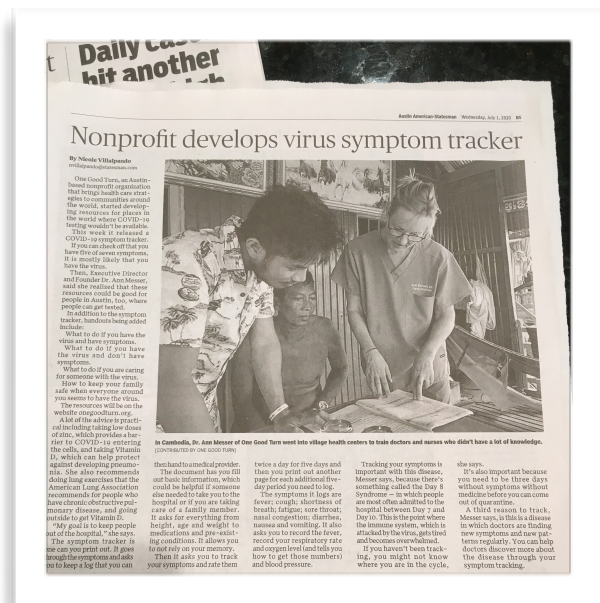 t
Daily
hit another
Austin American-Statesman Wednesday, July 1, 2020
Nonprofit develops virus symptom tracker
By Nicole Villalpando
nvillalpando@statesman.com
One Good Turn, an Austin-
based nonprofit organization
that brings health care strat-
egies to communities around
the world, started develop-
ing resources for places in
the world where COVID-19
testing wouldn't be available.
This week it released a
COVID-19 symptom tracker.
If you can check off that you
have five of seven symptoms,
it is mostly likely that you
have the virus.
Then, Executive Director
and Founder Dr. Ann Messer,
said she realized that these
resources could be good for
people in Austin, too, where
people can get tested.
In addition to the symptom
tracker, handouts being added
include:
What to do if you have the
virus and have symptoms.
What to do if you have
the virus and don't have
symptoms.
What to do if you are caring
for someone with the virus.
How to keep your family
safe when everyone around
you seems to have the virus.
The resources will be on the
website onegoodturn.org.
A lot of the advice is practi-
cal including taking low doses
of zinc, which provides a bar-
rier to COVID-19 entering
the cells, and taking Vitamin
D, which can help protect
against developing pneumo-
nia. She also recommends
doing lung exercises that the
American Lung Association
recommends for people who
have chronic obstructive pul-
monary disease, and going
outside to get Vitamin D.
"My goal is to keep people
out of the hospital," she says.
The symptom tracker is
one can you print out. It goes
through the symptoms and asks
you to keep a log that you can
In Cambodia, Dr. Ann Messer of One Good Turn went into village health centers to train doctors and nurses who didn't have a lot of knowledge.
[CONTRIBUTED BY ONE GOOD TURN]
then hand to a medical provider.
The document has you fill
out basic information, which
could be helpful if someone
else needed to take you to the
hospital or if you are taking
care of a family member.
It asks for everything from
height, age and weight to
medications and pre-exist-
ing conditions. It allows you
to not rely on your memory.
Then it asks you to track
your symptoms and rate them
twice a day for five days and
then you print out another
page for each additional five-
day period you need to log.
The symptoms it logs are
fever; cough; shortness of
breath; fatigue; sore throat;
nasal congestion; diarrhea,
nausea and vomiting. It also
asks you to record the fever,
record your respiratory rate
and oxygen level (and tells you
how to get those numbers)
and blood pressure.
Tracking your symptoms is
important with this disease,
Messer says, because there's
something called the Day 8
Syndrome — in which people
are most often admitted to the
hospital between Day 7 and
Day 10. This is the point where
the immune system, which is
attacked by the virus, gets tired
and becomes overwhelmed.
If you haven't been track-
ing, you might not know
where you are in the cycle,
she says.
It's also important because
you need to be three days
without symptoms without
medicine before you can come
out of quarantine.
A third reason to track,
Messer says, is this is a disease
in which doctors are finding
new symptoms and new pat-
terns regularly. You can help
doctors discover more about
the disease through your
symptom tracking.